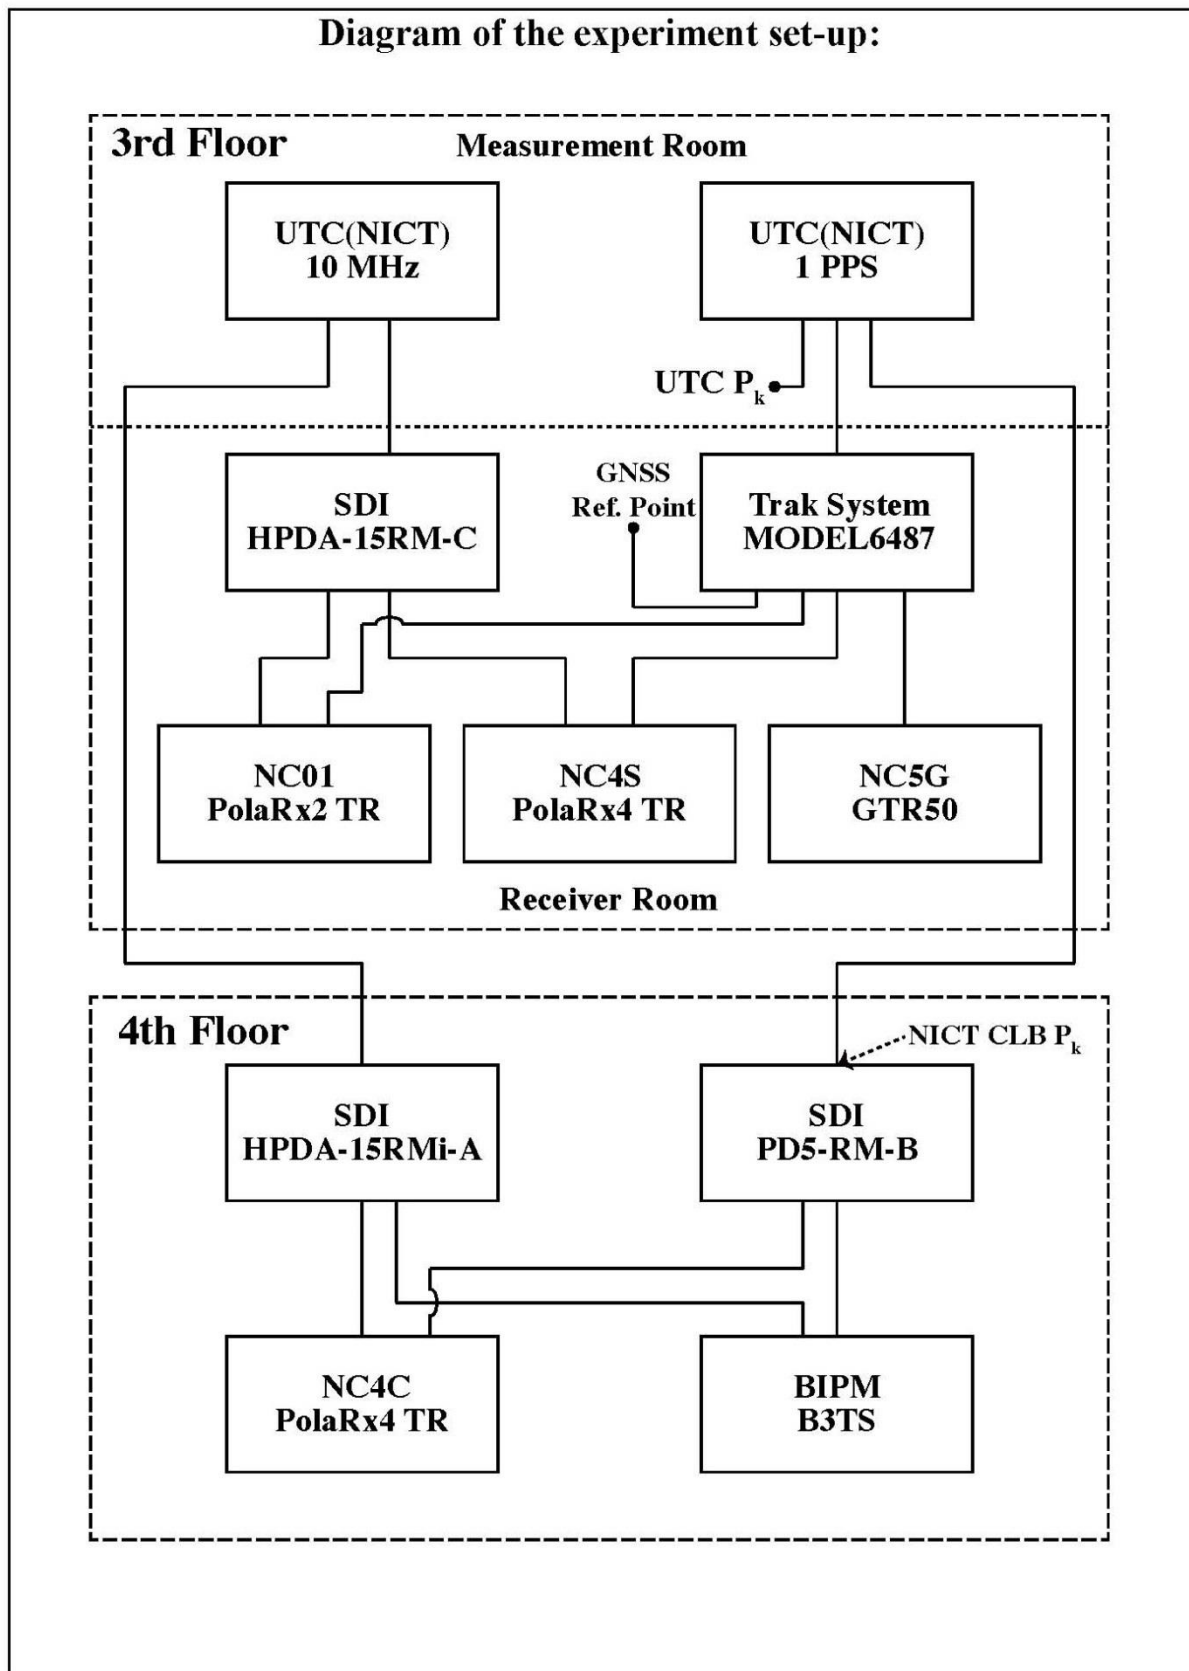 Diagram of the experiment set-up:
3rd Floor
Measurement Room
UTC(NICT)
10 MHz
UTC(NICT)
1 PPS
UTC Pk
GNSS
Ref. Point
SDI
HPDA-15RM-C
Trak System
MODEL6487
NC01
PolaRx2 TR
NC4S
PolaRx4 TR
NC5G
GTR50
Receiver Room
4th Floor
NICT CLB Pk
SDI
HPDA-15RMi-A
SDI
PD5-RM-B
NC4C
PolaRx4 TR
BIPM
B3TS